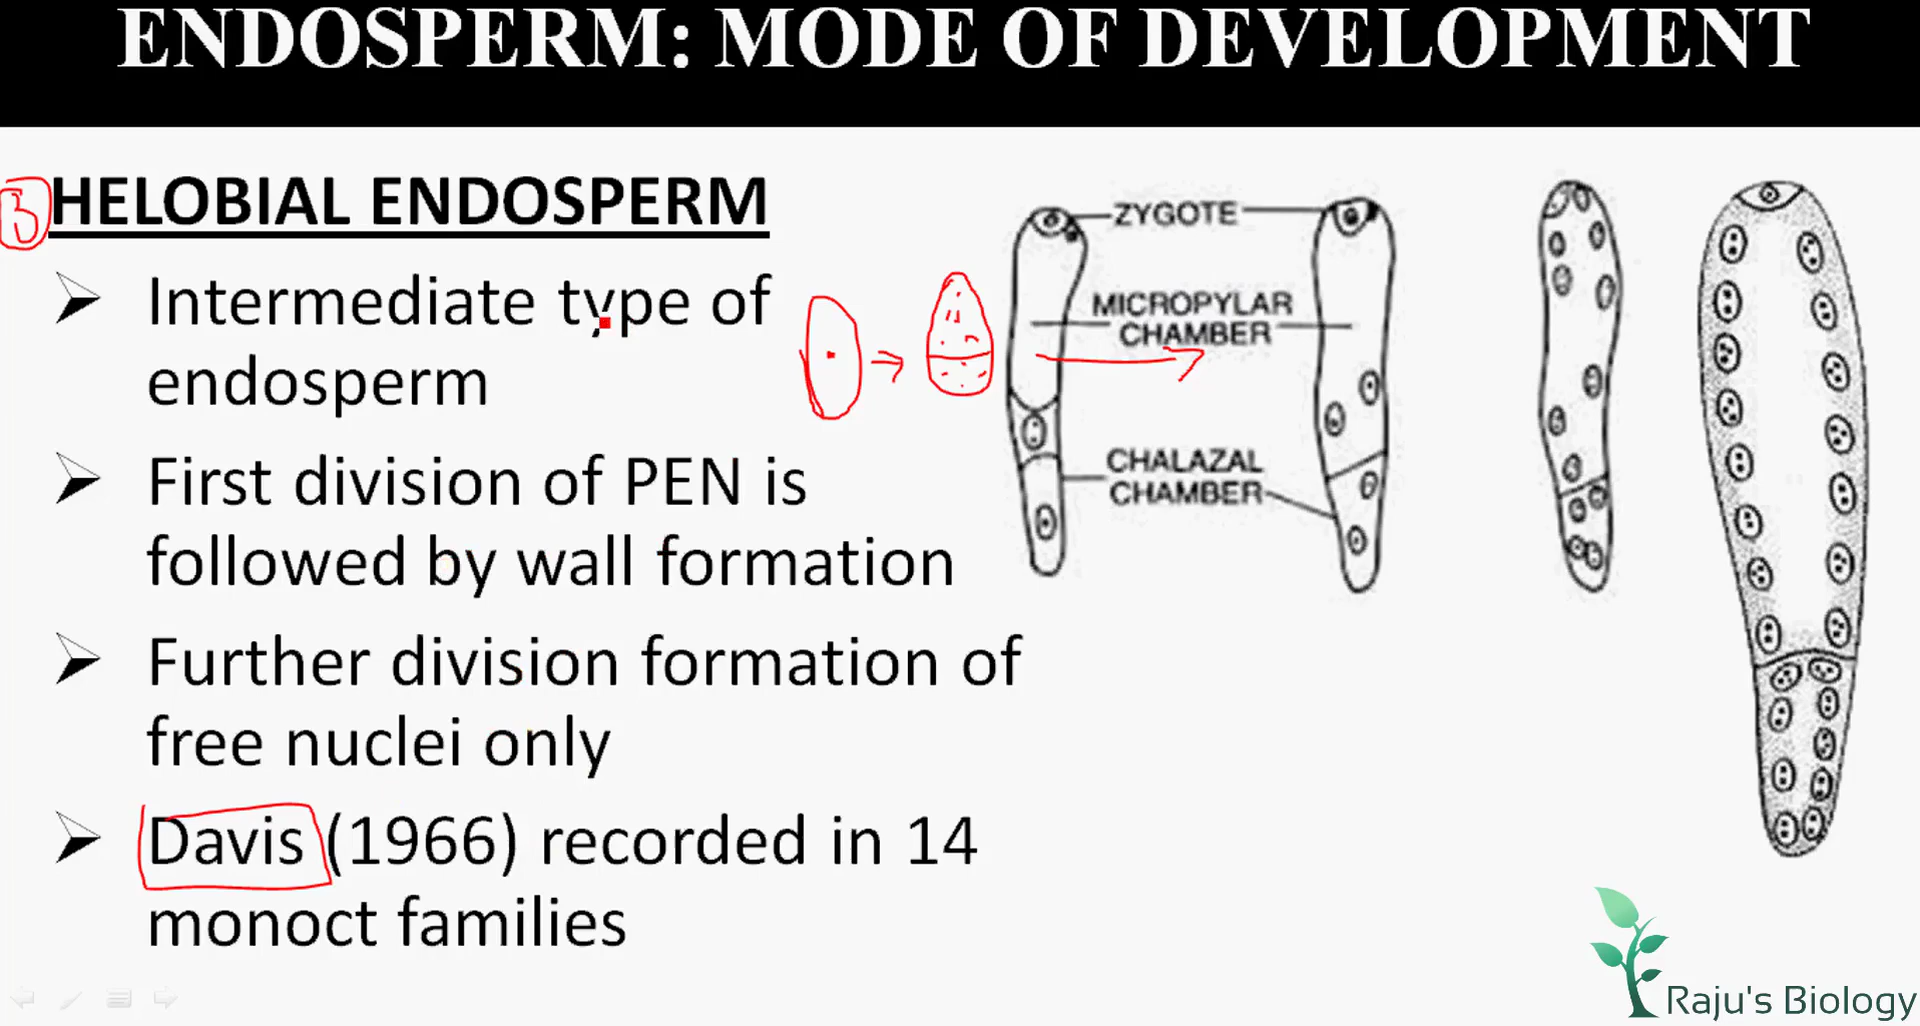 ENDOSPERM: MODE OF DEVELOPMENT
3 HELOBIAL ENDOSPERM
Intermediate type of
endosperm
First division of PEN is
followed by wall formation
Further division formation of
free nuclei only
Davis (1966) recorded in 14
monoct families
ZYGOTE
MICROPYLAR
CHAMBER
CHALAZAL
CHAMBER
Raju's Biology